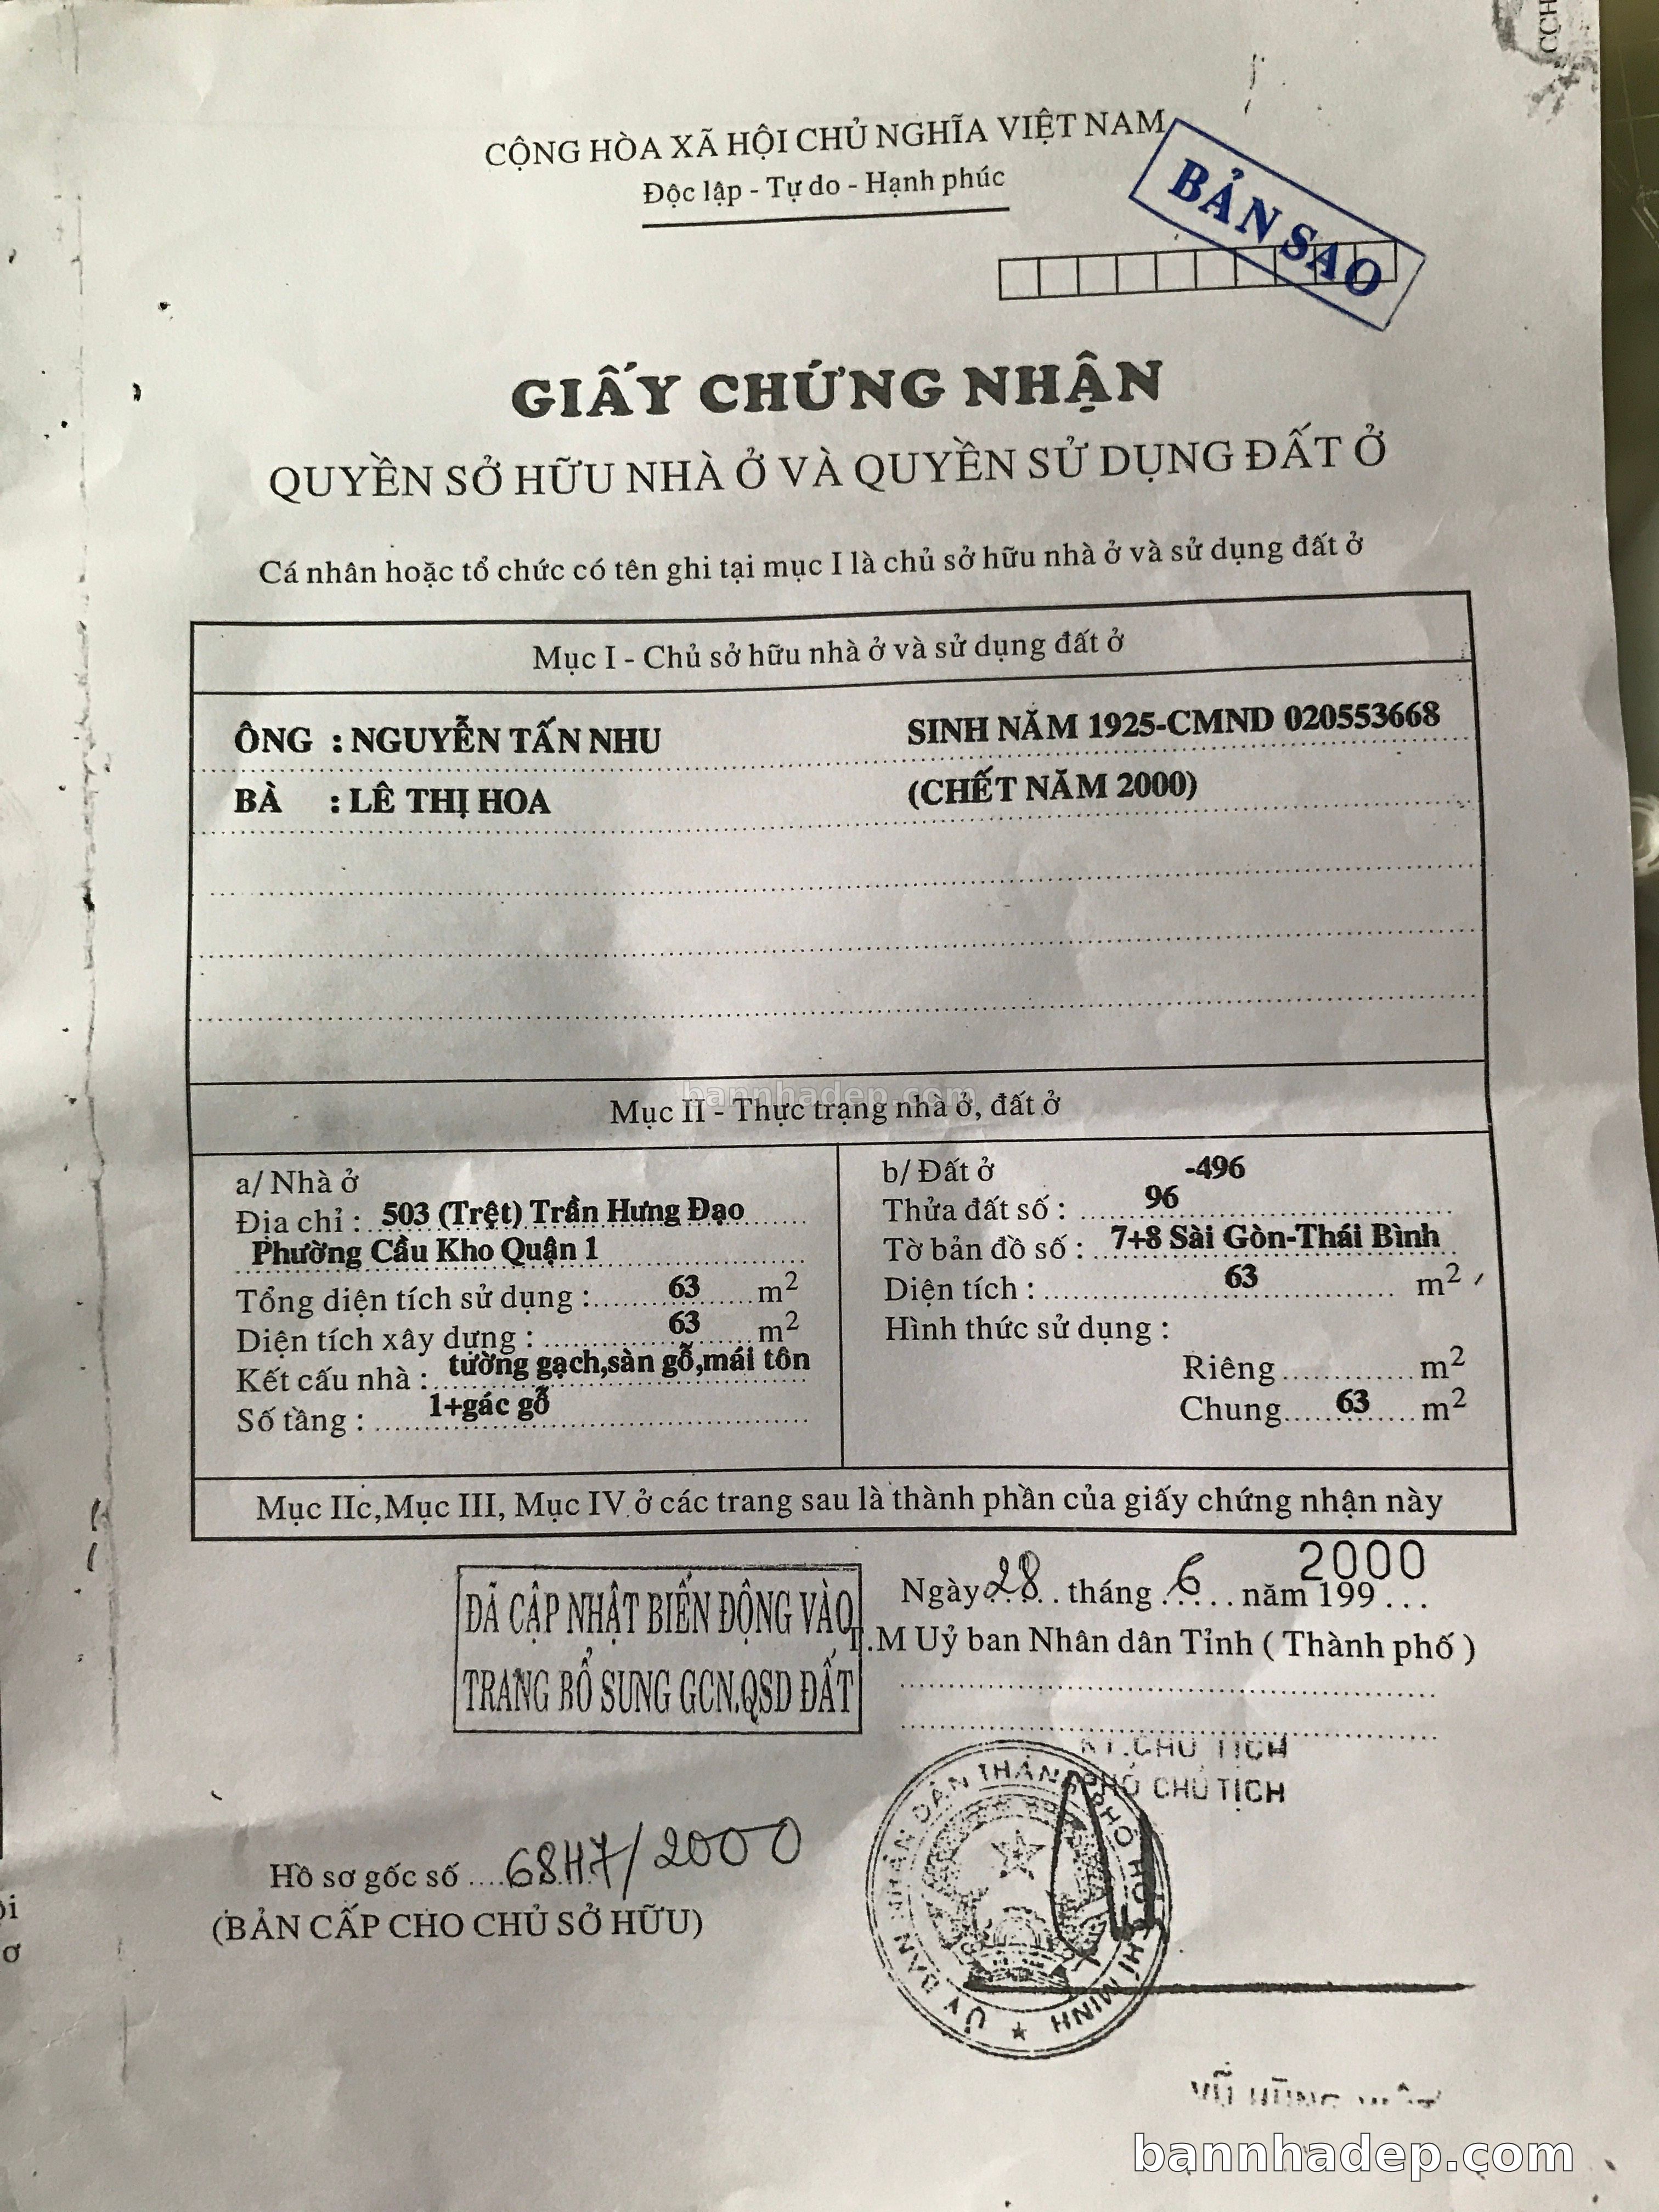 CCH
CỘNG HÒA XÃ HỘI CHỦ NGHĨA VIỆT NAM
Độc lập - Tự do - Hạnh phúc
BẢN SAO
GIẤY CHỨNG NHẬN
QUYỀN SỞ HỮU NHÀ Ở VÀ QUYỀN SỬ DỤNG ĐẤT Ở
Cá nhân hoặc tổ chức có tên ghi tại mục I là chủ sở hữu nhà ở và sử dụng đất ở
Mục I - Chủ sở hữu nhà ở và sử dụng đất ở
ÔNG : NGUYỄN TẤN NHU SINH NĂM 1925-CMND 020553668
BÀ : LÊ THỊ HOA (CHẾT NĂM 2000)
bannhadep.com
Mục II - Thực trạng nhà ở, đất ở
a/ Nhà ở
Địa chỉ : 503 (Trệt) Trần Hưng Đạo
Phường Cầu Kho Quận 1
Tổng diện tích sử dụng : 63 m2
Diện tích xây dựng : 63 m2
Kết cấu nhà : tường gạch,sàn gỗ,mái tôn
Số tầng : 1+gác gỗ
b/ Đất ở -496
Thửa đất số : 96
Tờ bản đồ số : 7+8 Sài Gòn-Thái Bình
Diện tích : 63 m2
Hình thức sử dụng :
Riêng m2
Chung 63 m2
Mục IIc,Mục III, Mục IV ở các trang sau là thành phần của giấy chứng nhận này
ĐÃ CẬP NHẬT BIẾN ĐỘNG VÀO
TRANG BỔ SUNG GCN.QSD ĐẤT
2000
Ngày 28 tháng 6 năm 199...
T.M Uỷ ban Nhân dân Tỉnh ( Thành phố )
KT.CHỦ TỊCH
PHÓ CHỦ TỊCH
ỦY BAN NHÂN DÂN THÀNH PHỐ HỒ CHÍ MINH
Hồ sơ gốc số 6847/2000
(BẢN CẤP CHO CHỦ SỞ HỮU)
bannhadep.com